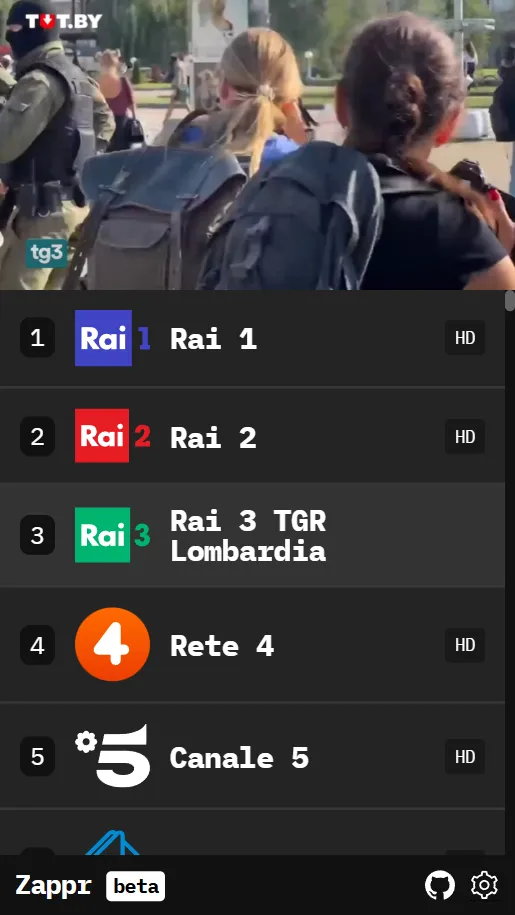 TUT.BY
tg3
1 Rai 1 Rai 1 HD
2 Rai 2 Rai 2 HD
3 Rai 3 Rai 3 TGR
Lombardia
4 4 Rete 4 HD
5 5 Canale 5 HD
Zappr beta